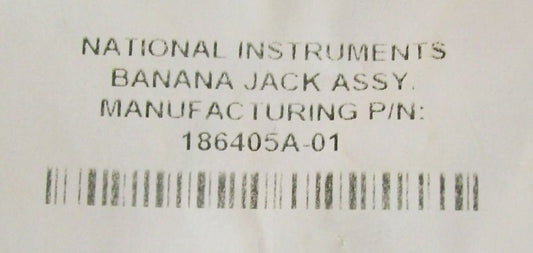 NATIONAL INSTRUMENTS
BANANA JACK ASSY.
MANUFACTURING P/N:
186405A-01